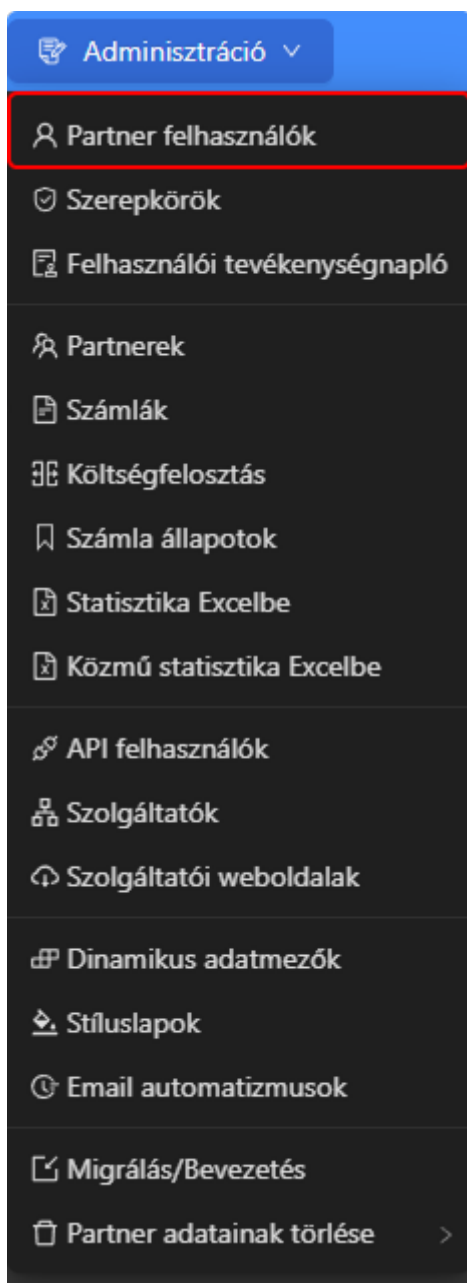 Adminisztráció
Partner felhasználók
Szerepkörök
Felhasználói tevékenységnapló
Partnerek
Számlák
Költségfelosztás
Számla állapotok
Statisztika Excelbe
Közmű statisztika Excelbe
API felhasználók
Szolgáltatók
Szolgáltatói weboldalak
Dinamikus adatmezők
Stíluslapok
Email automatizmusok
Migrálás/Bevezetés
Partner adatainak törlése